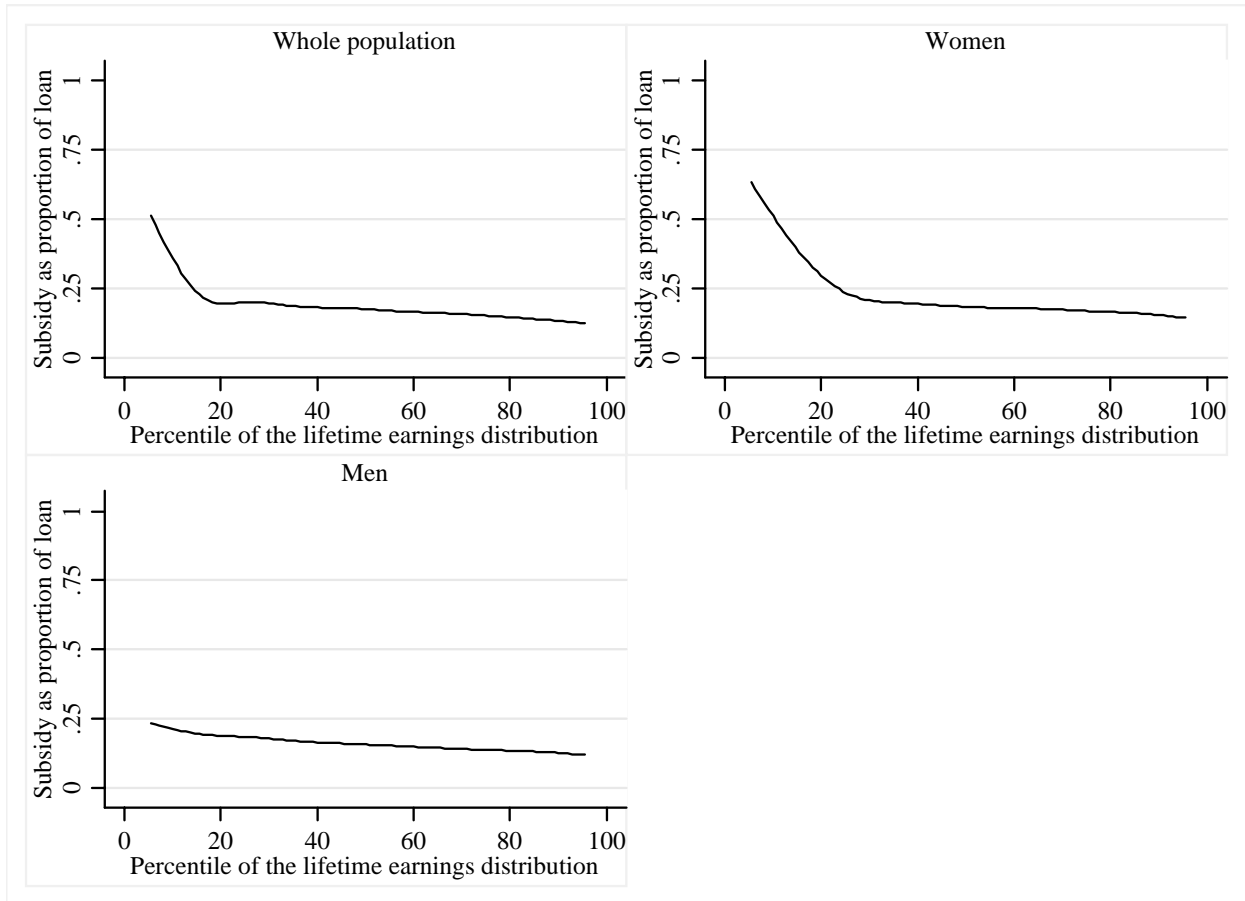 Whole population
Subsidy as proportion of loan
1
.75
.5
.25
0
0 20 40 60 80 100
Percentile of the lifetime earnings distribution
Women
Subsidy as proportion of loan
1
.75
.5
.25
0
0 20 40 60 80 100
Percentile of the lifetime earnings distribution
Men
Subsidy as proportion of loan
1
.75
.5
.25
0
0 20 40 60 80 100
Percentile of the lifetime earnings distribution